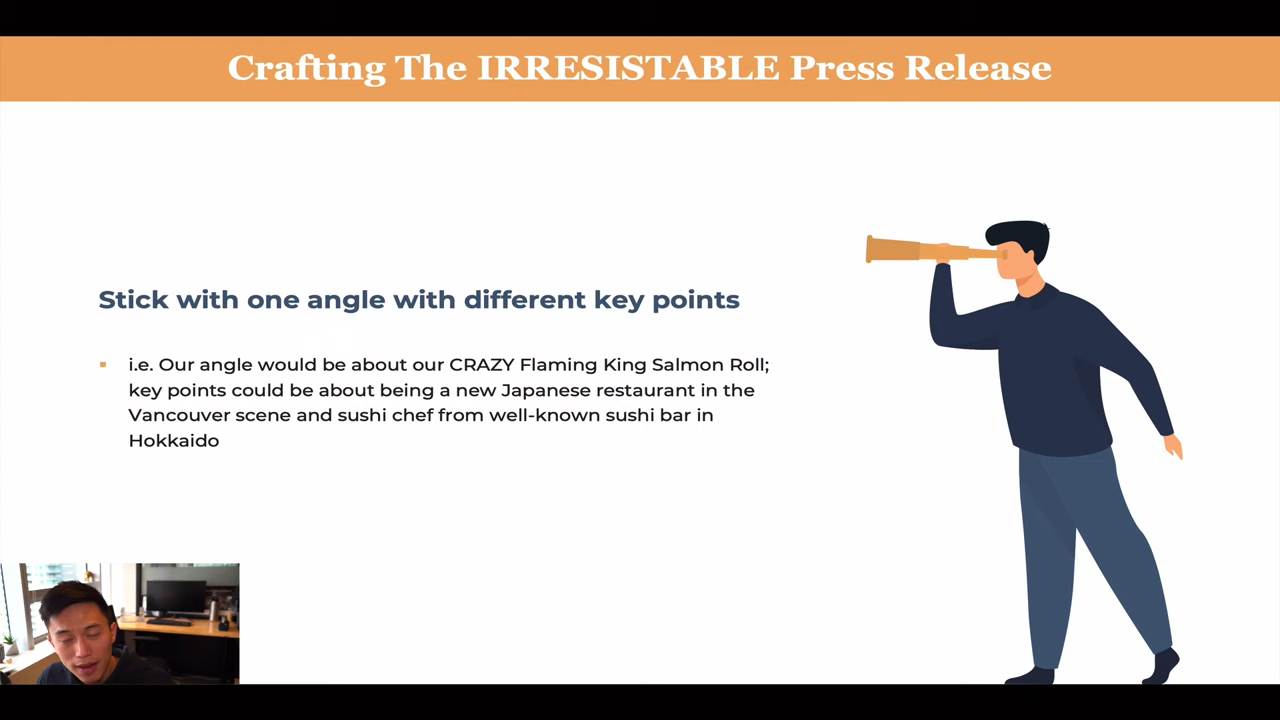 Crafting The IRRESISTABLE Press Release
Stick with one angle with different key points
i.e. Our angle would be about our CRAZY Flaming King Salmon Roll;
key points could be about being a new Japanese restaurant in the
Vancouver scene and sushi chef from well-known sushi bar in
Hokkaido